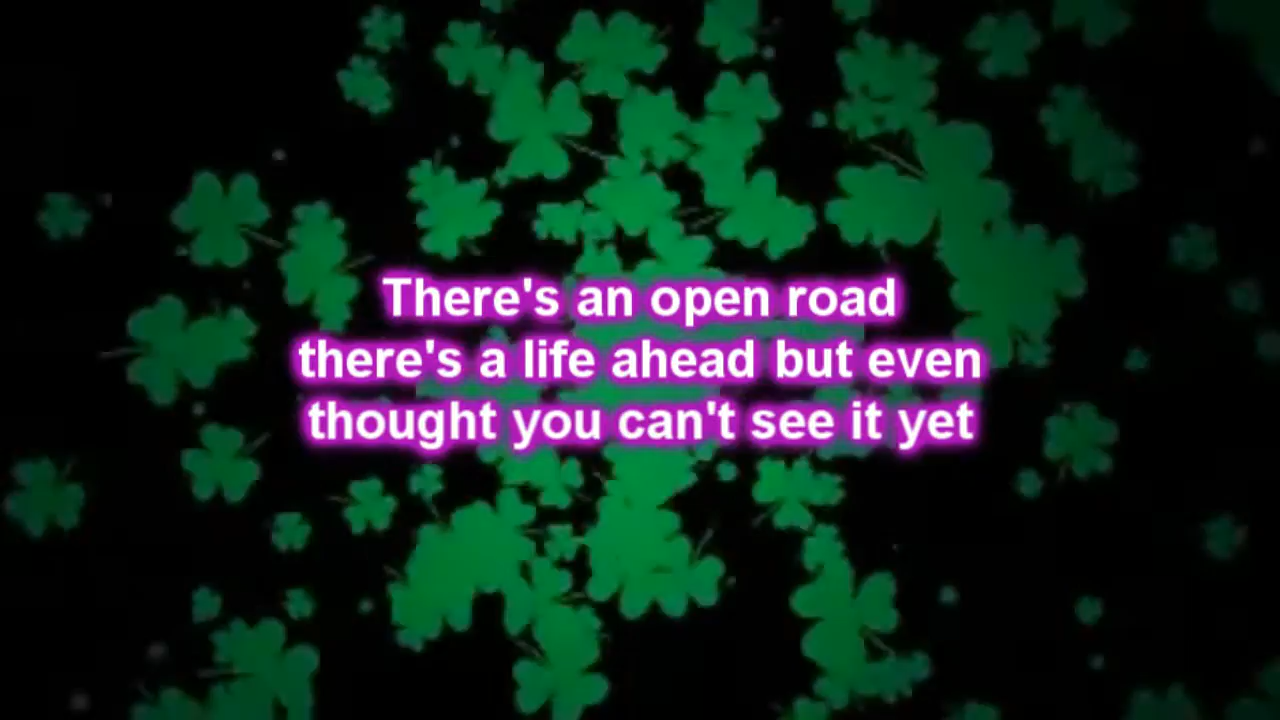 There's an open road
there's a life ahead but even
thought you can't see it yet